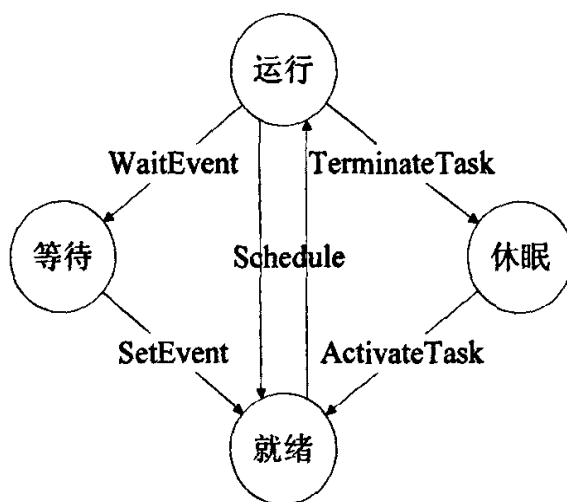 运行
WaitEvent
TerminateTask
等待
Schedule
休眠
SetEvent
ActivateTask
就绪